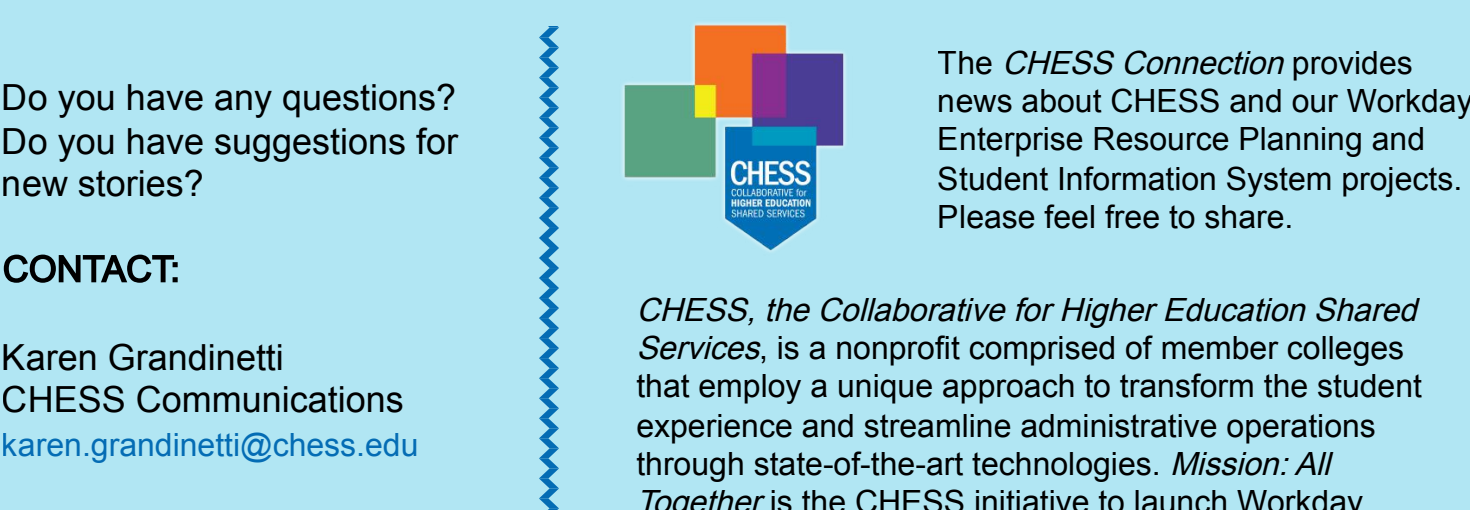 Do you have any questions?
Do you have suggestions for
new stories?
CONTACT:
Karen Grandinetti
CHESS Communications
karen.grandinetti@chess.edu
CHESS
COLLABORATIVE for
HIGHER EDUCATION
SHARED SERVICES
The CHESS Connection provides
news about CHESS and our Workday
Enterprise Resource Planning and
Student Information System projects.
Please feel free to share.
CHESS, the Collaborative for Higher Education Shared
Services, is a nonprofit comprised of member colleges
that employ a unique approach to transform the student
experience and streamline administrative operations
through state-of-the-art technologies. Mission: All
Together is the CHESS initiative to launch Workday